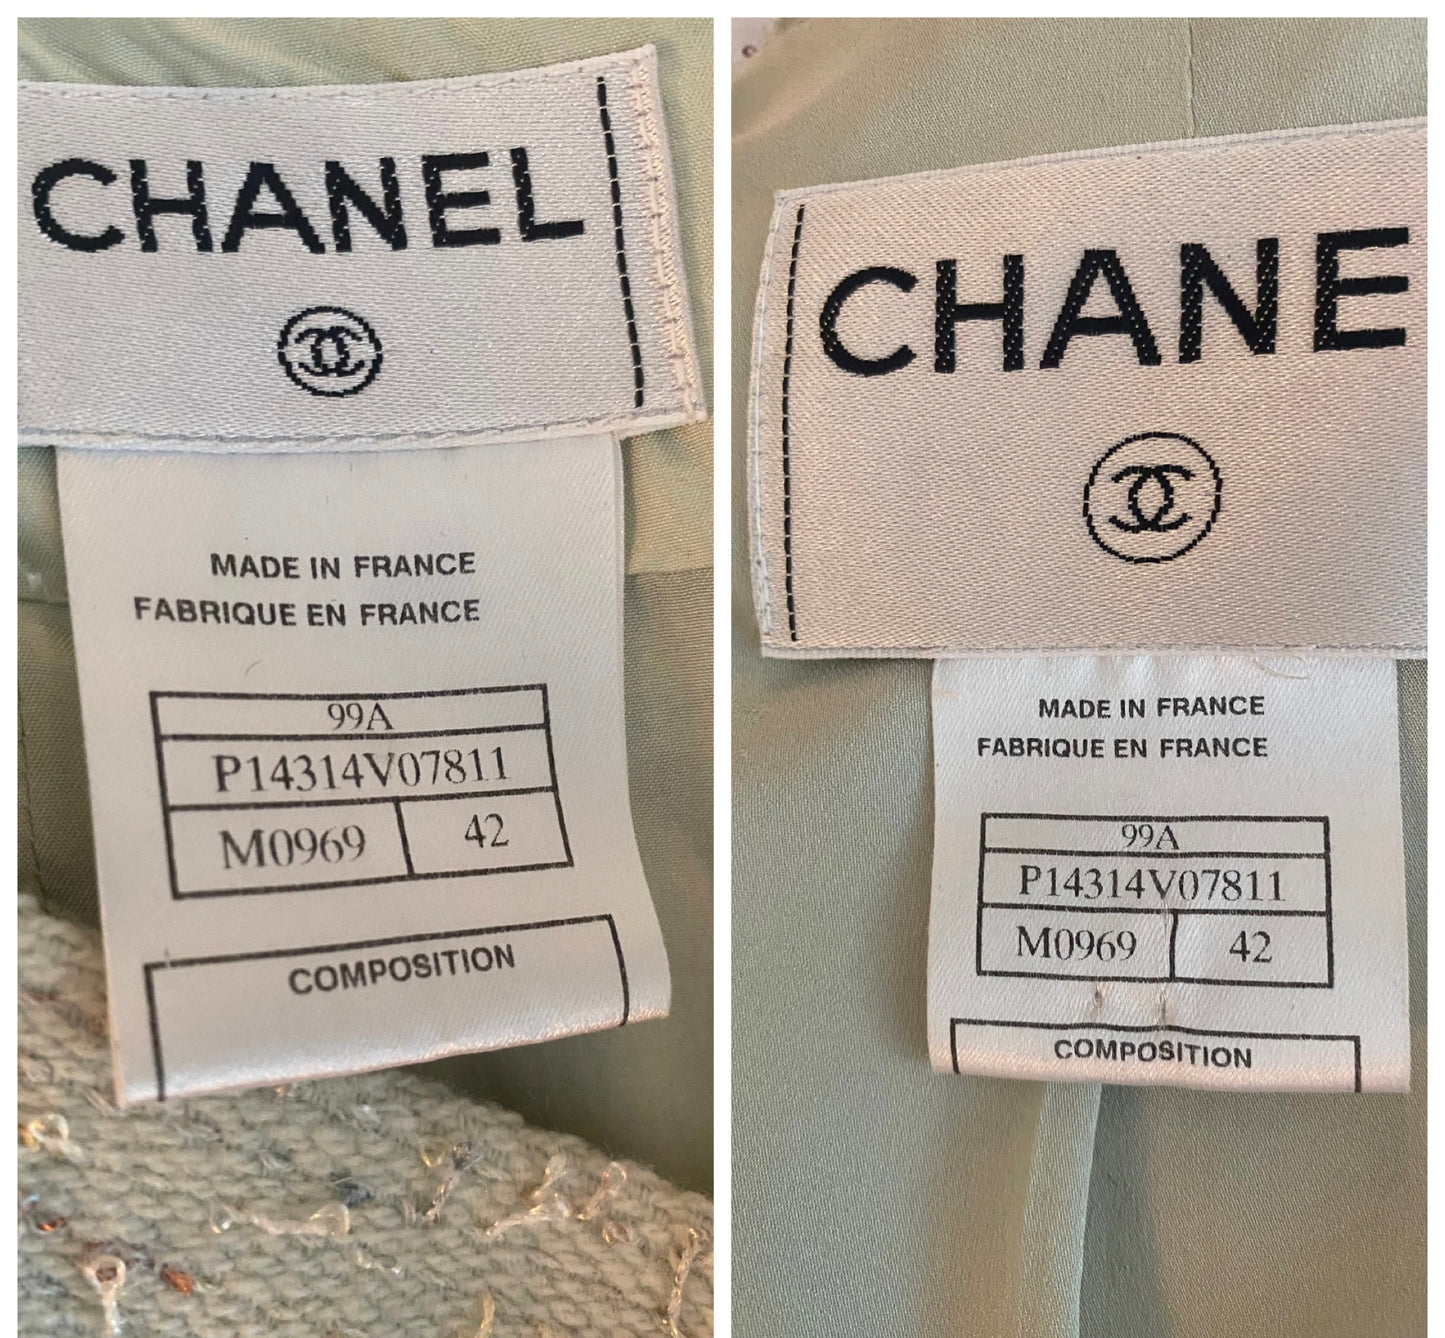 CHANEL
MADE IN FRANCE
FABRIQUE EN FRANCE
99A
P14314V07811
M0969 42
COMPOSITION
CHANE
MADE IN FRANCE
FABRIQUE EN FRANCE
99A
P14314V07811
M0969 42
COMPOSITION